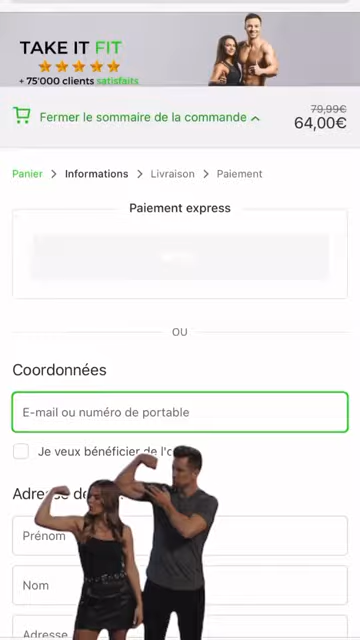 TAKE IT FIT
+ 75'000 clients satisfaits
Fermer le sommaire de la commande
79,99€
64,00€
Panier > Informations > Livraison > Paiement
Paiement express
OU
Coordonnées
E-mail ou numéro de portable
Je veux bénéficier de l'o
Adresse de
Prénom
Nom
Adresse